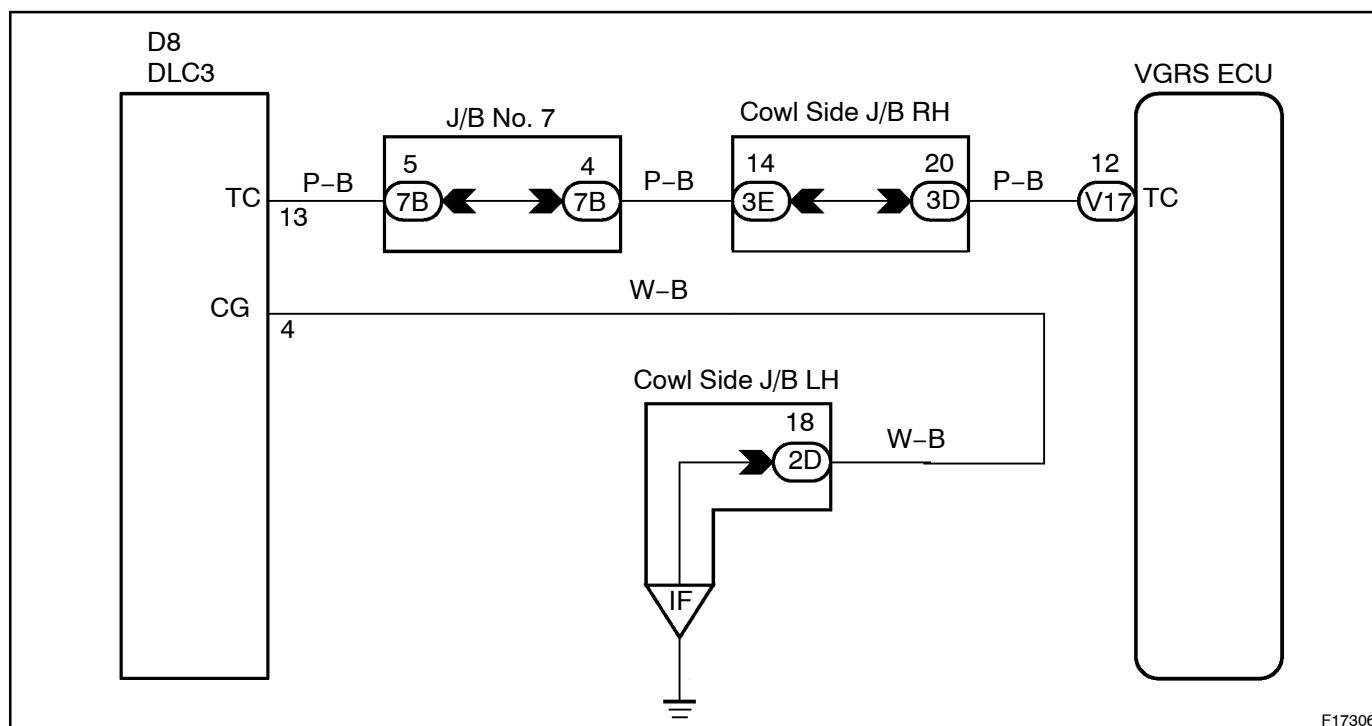 D8
DLC3
VGRS ECU
J/B No. 7
Cowl Side J/B RH
5
4
14
20
12
TC
P−B
7B
7B
P−B
3E
3D
P−B
V17
TC
13
CG
W−B
4
Cowl Side J/B LH
18
2D
W−B
IF
F17306